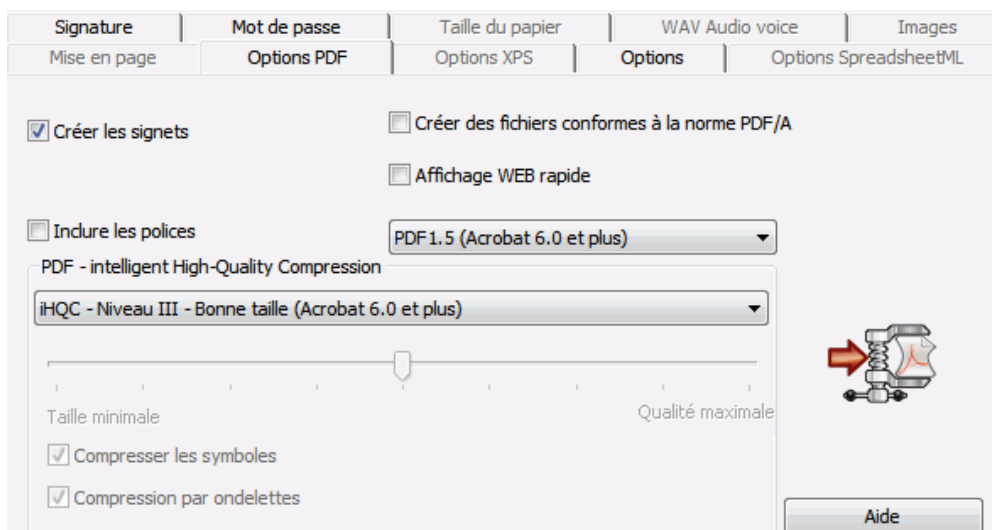 Signature Mot de passe Taille du papier WAV Audio voice Images
Mise en page Options PDF Options XPS Options Options SpreadsheetML
Créer les signets
Créer des fichiers conformes à la norme PDF/A
Affichage WEB rapide
Inclure les polices
PDF1.5 (Acrobat 6.0 et plus)
PDF - intelligent High-Quality Compression
iHQC - Niveau III - Bonne taille (Acrobat 6.0 et plus)
Taille minimale Qualité maximale
Compresser les symboles
Compression par ondelettes
Aide